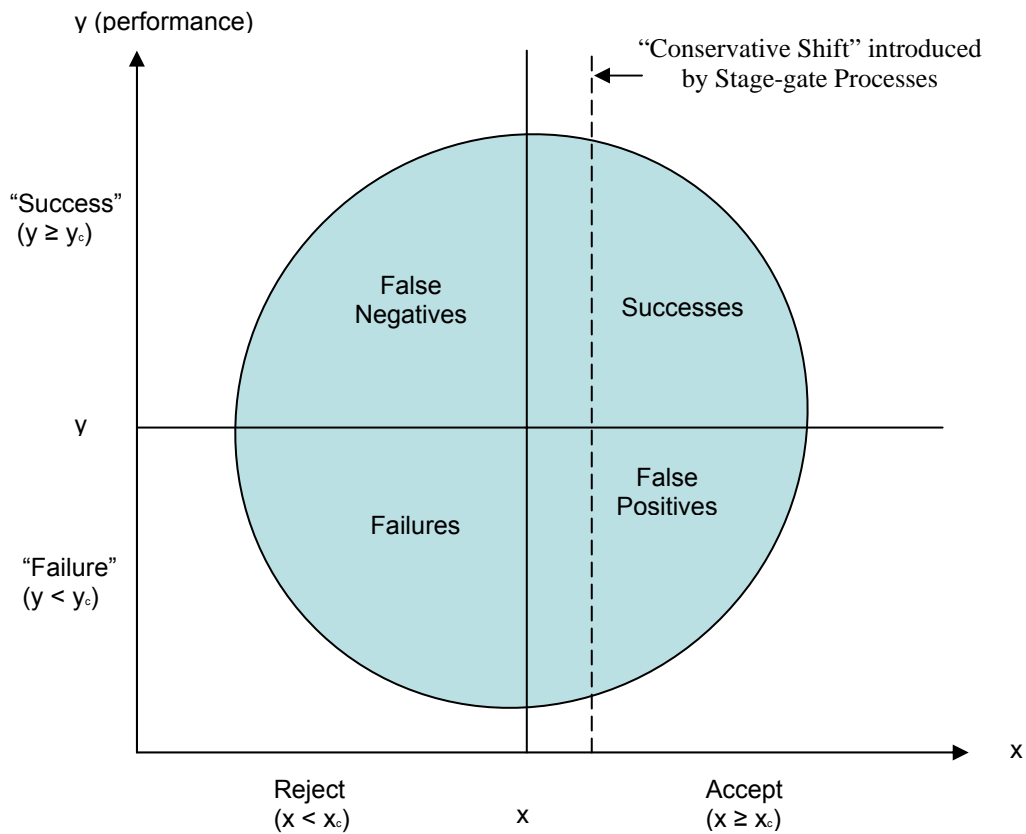 y (performance)
“Conservative Shift” introduced
by Stage-gate Processes
“Success”
(y ≥ yc)
False
Negatives
Successes
y
False
Positives
Failures
“Failure”
(y < yc)
x
Reject
(x < xc)
x
Accept
(x ≥ xc)